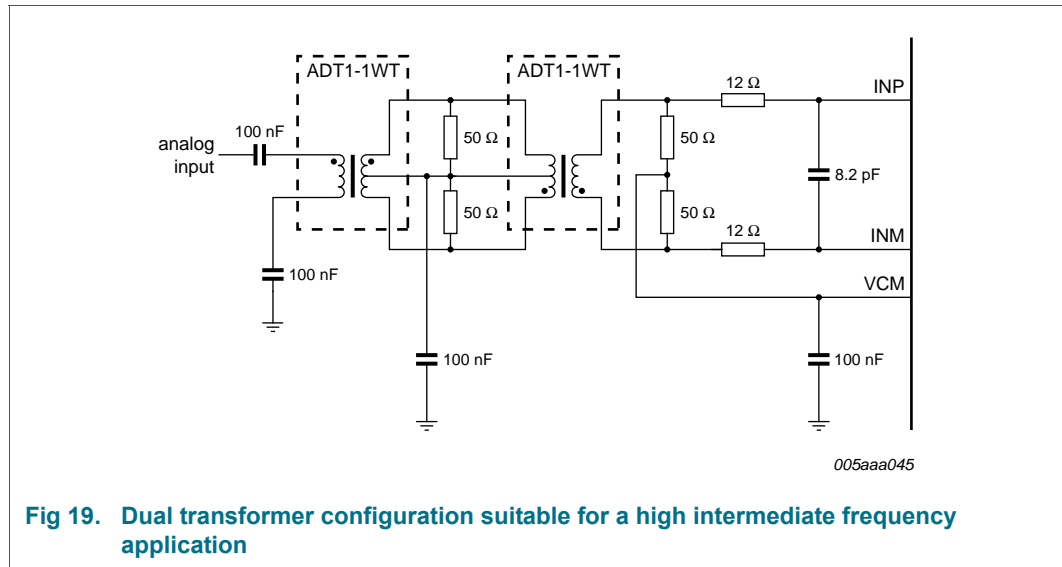 ADT1-1WT
ADT1-1WT
12 Ω
INP
100 nF
analog
input
50 Ω
50 Ω
8.2 pF
50 Ω
50 Ω
12 Ω
INM
VCM
100 nF
100 nF
100 nF
005aaa045
Fig 19. Dual transformer configuration suitable for a high intermediate frequency
application